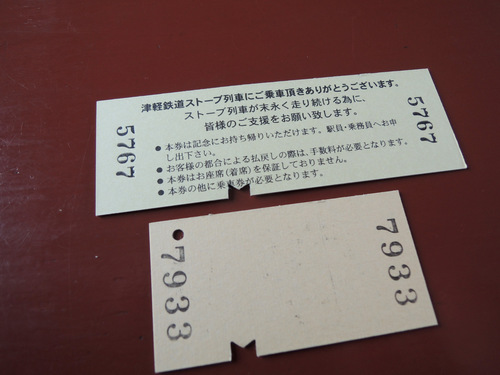 津軽鉄道ストーブ列車にご乗車頂きありがとうございます。
ストーブ列車が末永く走り続ける為に、
皆様のご支援をお願い致します。
●本券は記念にお持ち帰りいただけます。駅員・乗務員へお申
し出下さい。
●お客様の都合による払戻しの際は、手数料が必要となります。
●本券はお座席(着席)を保証しておりません。
●本券の他に乗車券が必要となります。
5767
5767
7933
7933